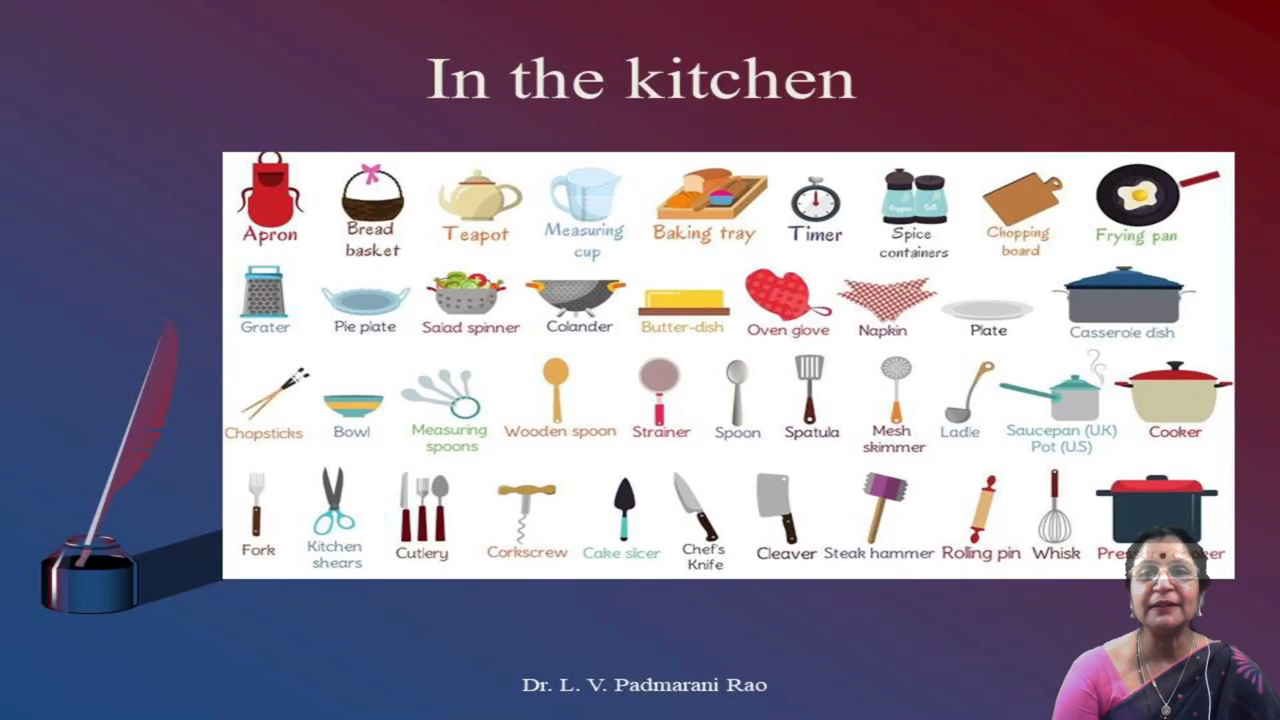 In the kitchen
Apron
Bread
basket
Teapot
Measuring
cup
Baking tray
Timer
Spice
containers
Chopping
board
Frying pan
Grater
Pie plate
Salad spinner
Colander
Butter-dish
Oven glove
Napkin
Plate
Casserole dish
Chopsticks
Bowl
Measuring
spoons
Wooden spoon
Strainer
Spoon
Spatula
Mesh
skimmer
Ladle
Saucepan (U.K)
Pot (U.S)
Cooker
Fork
Kitchen
shears
Cutlery
Corkscrew
Cake slicer
Chef's
Knife
Cleaver
Steak hammer
Rolling pin
Whisk
Dr. L. V. Padmarani Rao